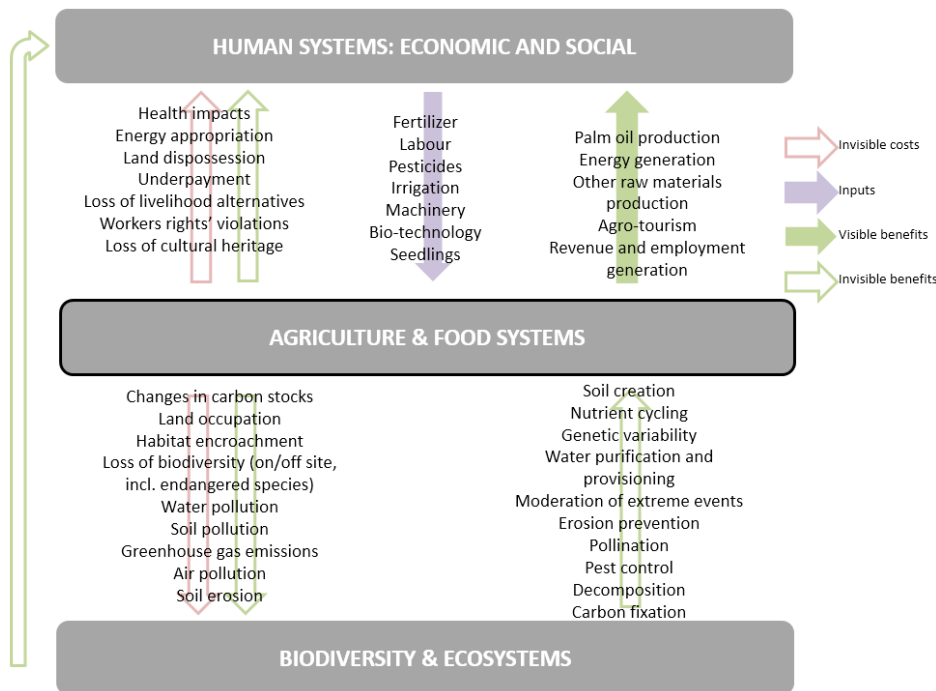 HUMAN SYSTEMS: ECONOMIC AND SOCIAL
Health impacts
Energy appropriation
Land dispossession
Underpayment
Loss of livelihood alternatives
Workers rights' violations
Loss of cultural heritage
Fertilizer
Labour
Pesticides
Irrigation
Machinery
Bio-technology
Seedlings
Palm oil production
Energy generation
Other raw materials
production
Agro-tourism
Revenue and employment
generation
Invisible costs
Inputs
Visible benefits
Invisible benefits
AGRICULTURE & FOOD SYSTEMS
Changes in carbon stocks
Land occupation
Habitat encroachment
Loss of biodiversity (on/off site,
incl. endangered species)
Water pollution
Soil pollution
Greenhouse gas emissions
Air pollution
Soil erosion
Soil creation
Nutrient cycling
Genetic variability
Water purification and
provisioning
Moderation of extreme events
Erosion prevention
Pollination
Pest control
Decomposition
Carbon fixation
BIODIVERSITY & ECOSYSTEMS